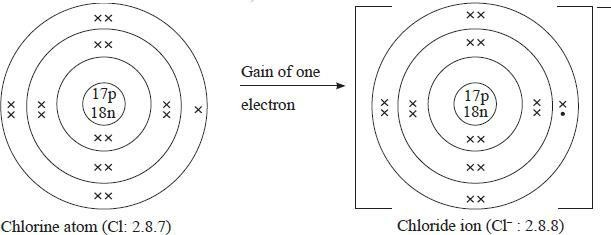 17p
18n
Gain of one
electron
17p
18n
Chlorine atom (Cl: 2.8.7)
Chloride ion (Cl⁻ : 2.8.8)